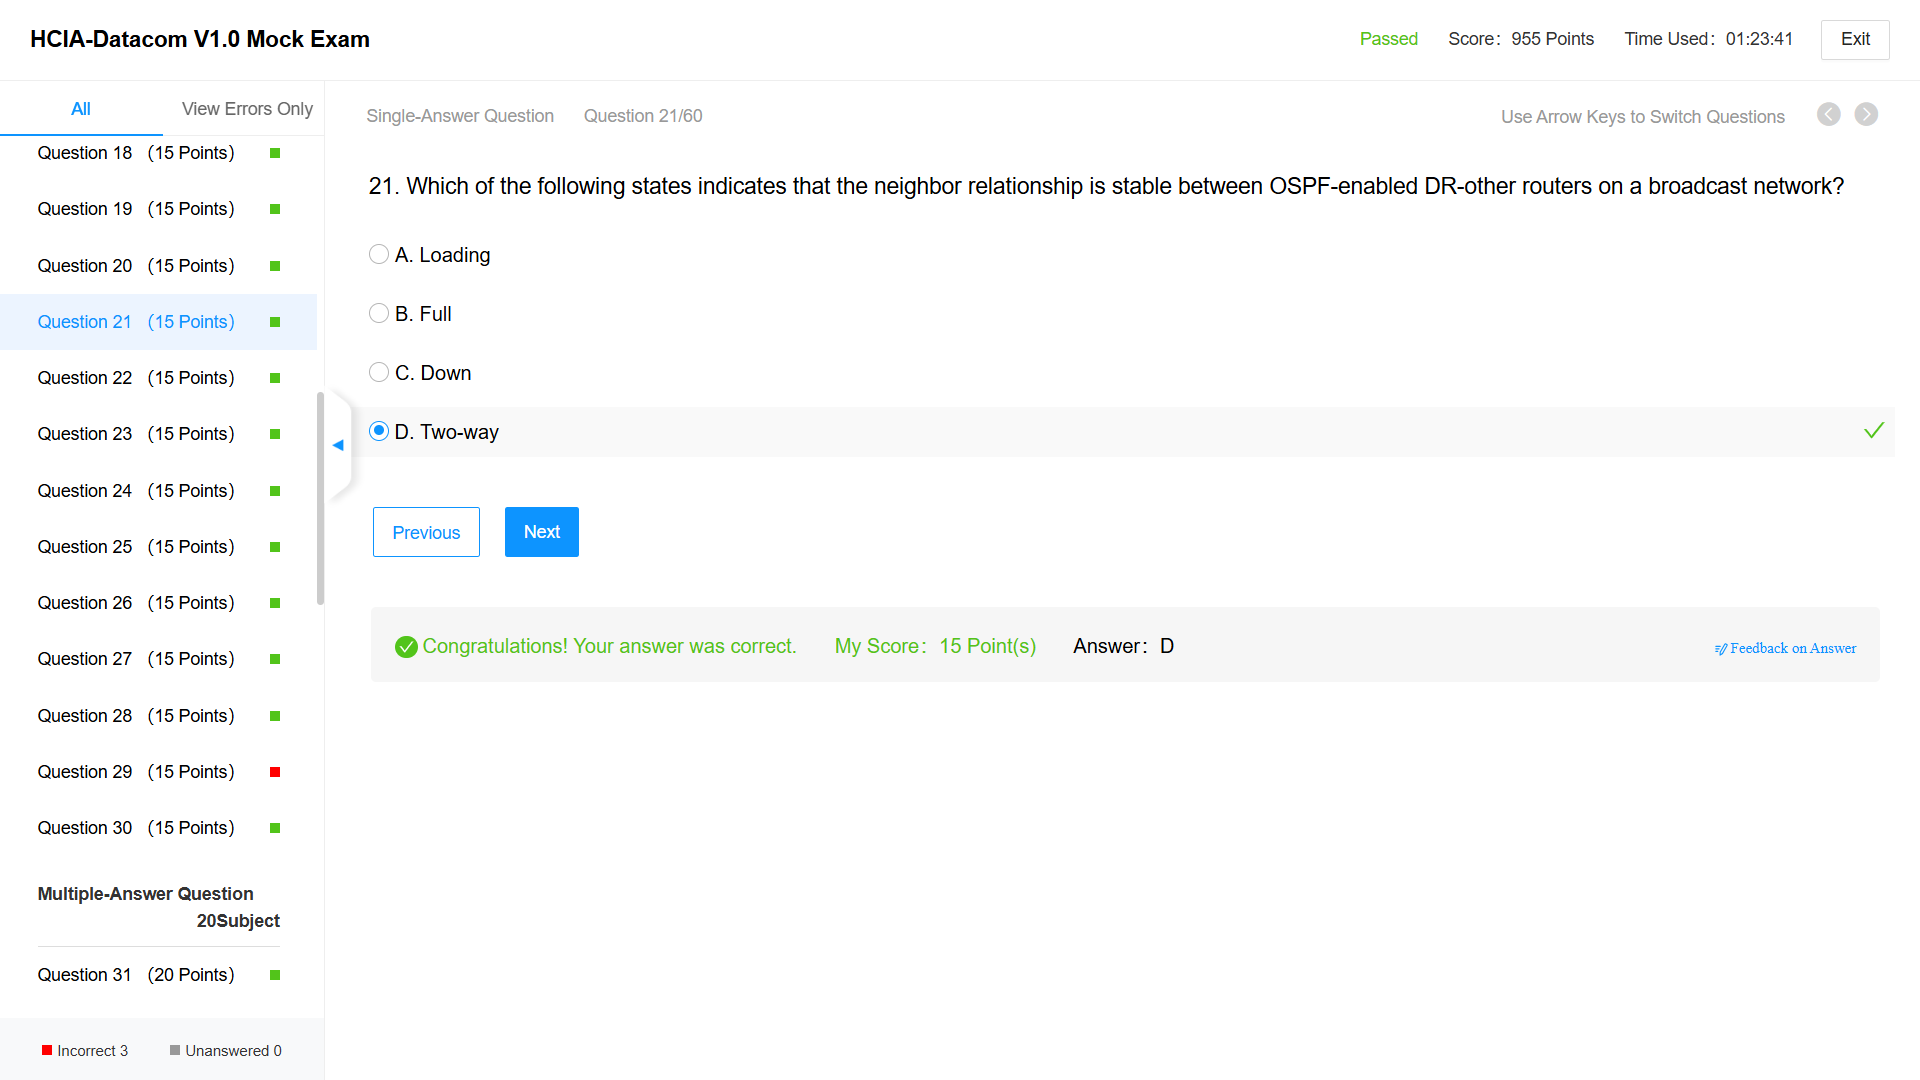 HCIA-Datacom V1.0 Mock Exam
Passed
Score：955 Points
Time Used：01:23:41
Exit
All
View Errors Only
Question 18 （15 Points）
Question 19 （15 Points）
Question 20 （15 Points）
Question 21 （15 Points）
Question 22 （15 Points）
Question 23 （15 Points）
Question 24 （15 Points）
Question 25 （15 Points）
Question 26 （15 Points）
Question 27 （15 Points）
Question 28 （15 Points）
Question 29 （15 Points）
Question 30 （15 Points）
Multiple-Answer Question
20Subject
Question 31 （20 Points）
Incorrect 3
Unanswered 0
Single-Answer Question
Question 21/60
Use Arrow Keys to Switch Questions
21. Which of the following states indicates that the neighbor relationship is stable between OSPF-enabled DR-other routers on a broadcast network?
A. Loading
B. Full
C. Down
D. Two-way
Previous
Next
Congratulations! Your answer was correct.
My Score：15 Point(s)
Answer：D
Feedback on Answer